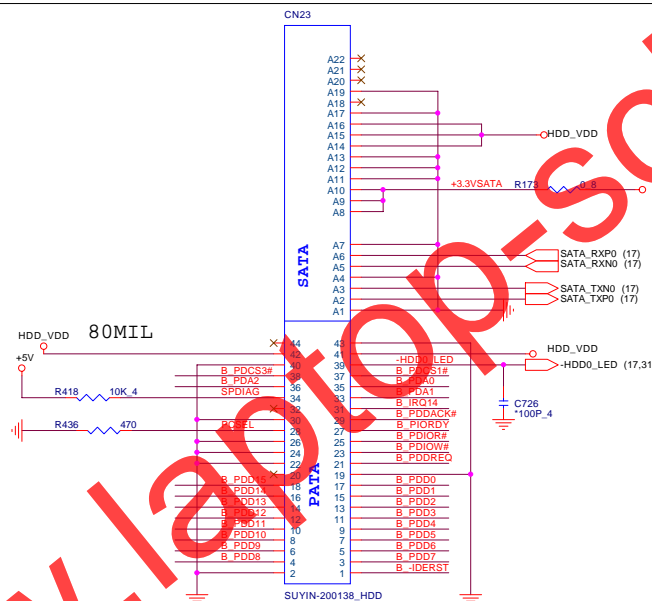 CN23
A22
A21
A20
A19
A18
A17
A16
A15
A14
A13
A12
A11
A10
A9
A8
HDD_VDD
+3.3VSATA R173 0_8
SATA
A7
A6
A5
A4
A3
A2
A1
SATA_RXP0 (17)
SATA_RXN0 (17)
SATA_TXN0 (17)
SATA_TXP0 (17)
HDD_VDD 80MIL
+5V
44 43
42 41 HDD_VDD
40 39 -HDD0_LED -HDD0_LED (17,31
B_PDCS3# 38 37 B_PDCS1#
B_PDA2 36 35 B_PDA0
R418 10K_4 SPDIAG 34 33 B_PDA1
32 31 B_IRQ14
C726
*100P_4
30 29 B_PDDACK#
R436 470 PCSEL 28 27 B_PIORDY
26 25 B_PDIOR#
24 23 B_PDIOW#
22 21 B_PDDREQ
20 19
PATA
B_PDD15 18 17 B_PDD0
B_PDD14 16 15 B_PDD1
B_PDD13 14 13 B_PDD2
B_PDD12 12 11 B_PDD3
B_PDD11 10 9 B_PDD4
B_PDD10 8 7 B_PDD5
B_PDD9 6 5 B_PDD6
B_PDD8 4 3 B_PDD7
2 1 B_-IDERST
SUYIN-200138_HDD
.laptop-s